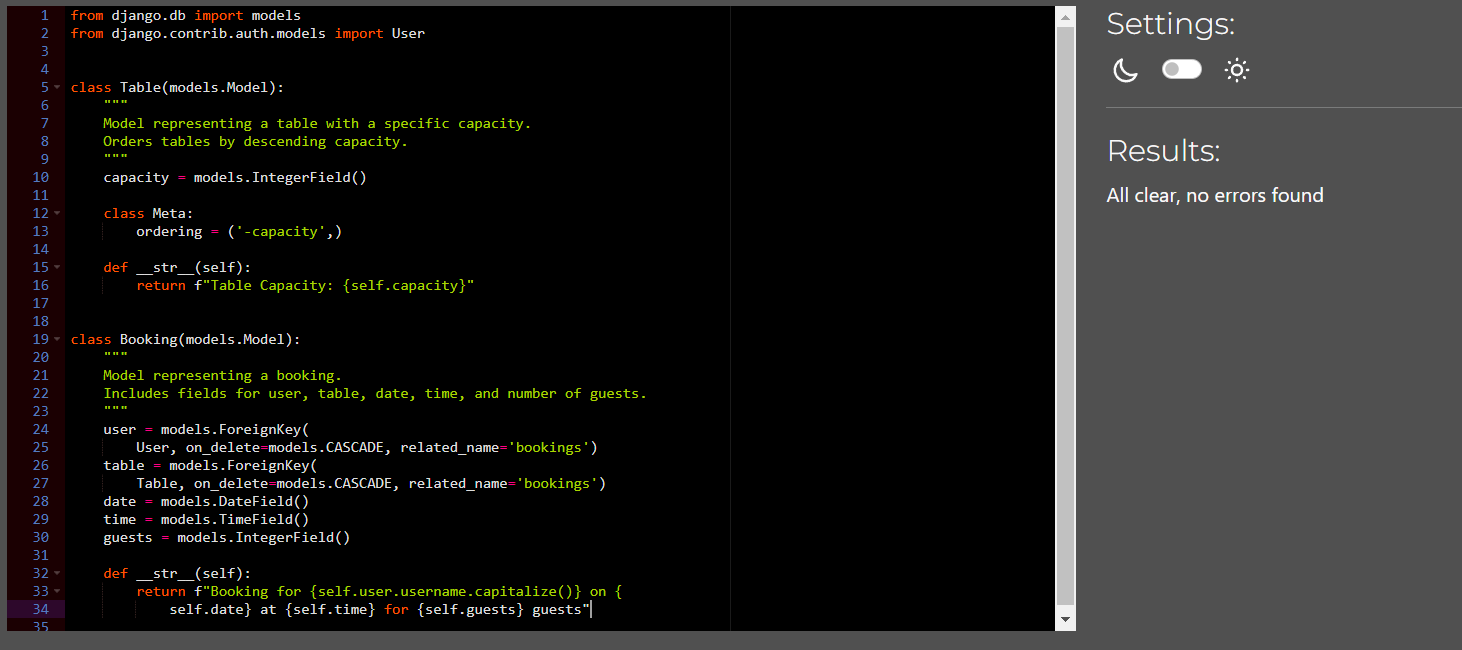 1 from django.db import models
2 from django.contrib.auth.models import User
3
4
5 class Table(models.Model):
6     """
7     Model representing a table with a specific capacity.
8     Orders tables by descending capacity.
9     """
10     capacity = models.IntegerField()
11
12     class Meta:
13         ordering = ('-capacity',)
14
15     def __str__(self):
16         return f"Table Capacity: {self.capacity}"
17
18
19 class Booking(models.Model):
20     """
21     Model representing a booking.
22     Includes fields for user, table, date, time, and number of guests.
23     """
24     user = models.ForeignKey(
25         User, on_delete=models.CASCADE, related_name='bookings')
26     table = models.ForeignKey(
27         Table, on_delete=models.CASCADE, related_name='bookings')
28     date = models.DateField()
29     time = models.TimeField()
30     guests = models.IntegerField()
31
32     def __str__(self):
33         return f"Booking for {self.user.username.capitalize()} on {
34             self.date} at {self.time} for {self.guests} guests"
35
Settings:
Results:
All clear, no errors found